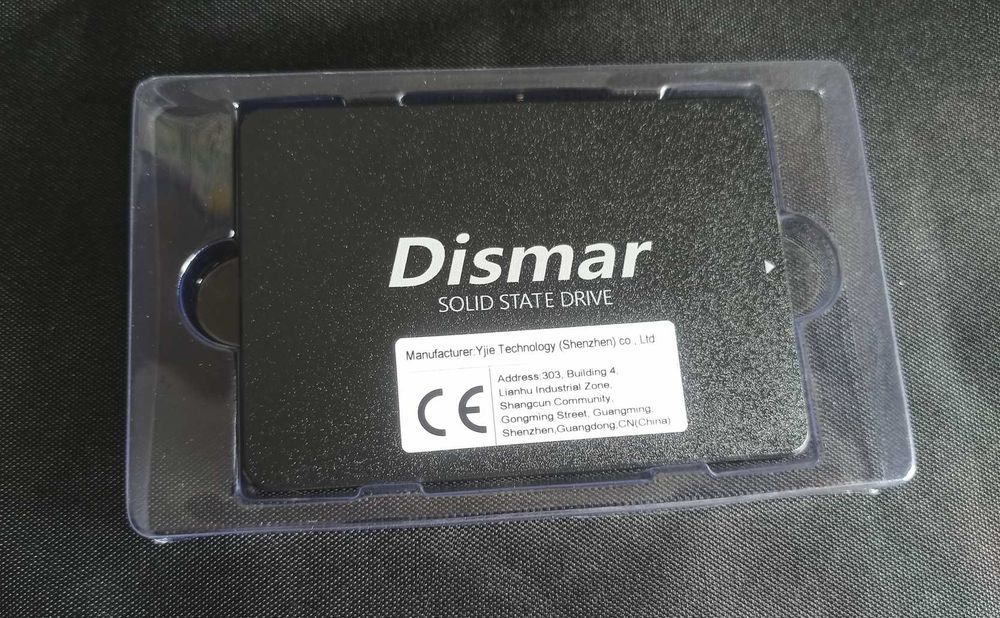 Dismar
SOLID STATE DRIVE
Manufacturer:Yjie Technology (Shenzhen) co., Ltd
CE
Address:303, Building 4,
Lianhu Industrial Zone,
Shangcun Community,
Gongming Street, Guangming,
Shenzhen,Guangdong,CN(China)